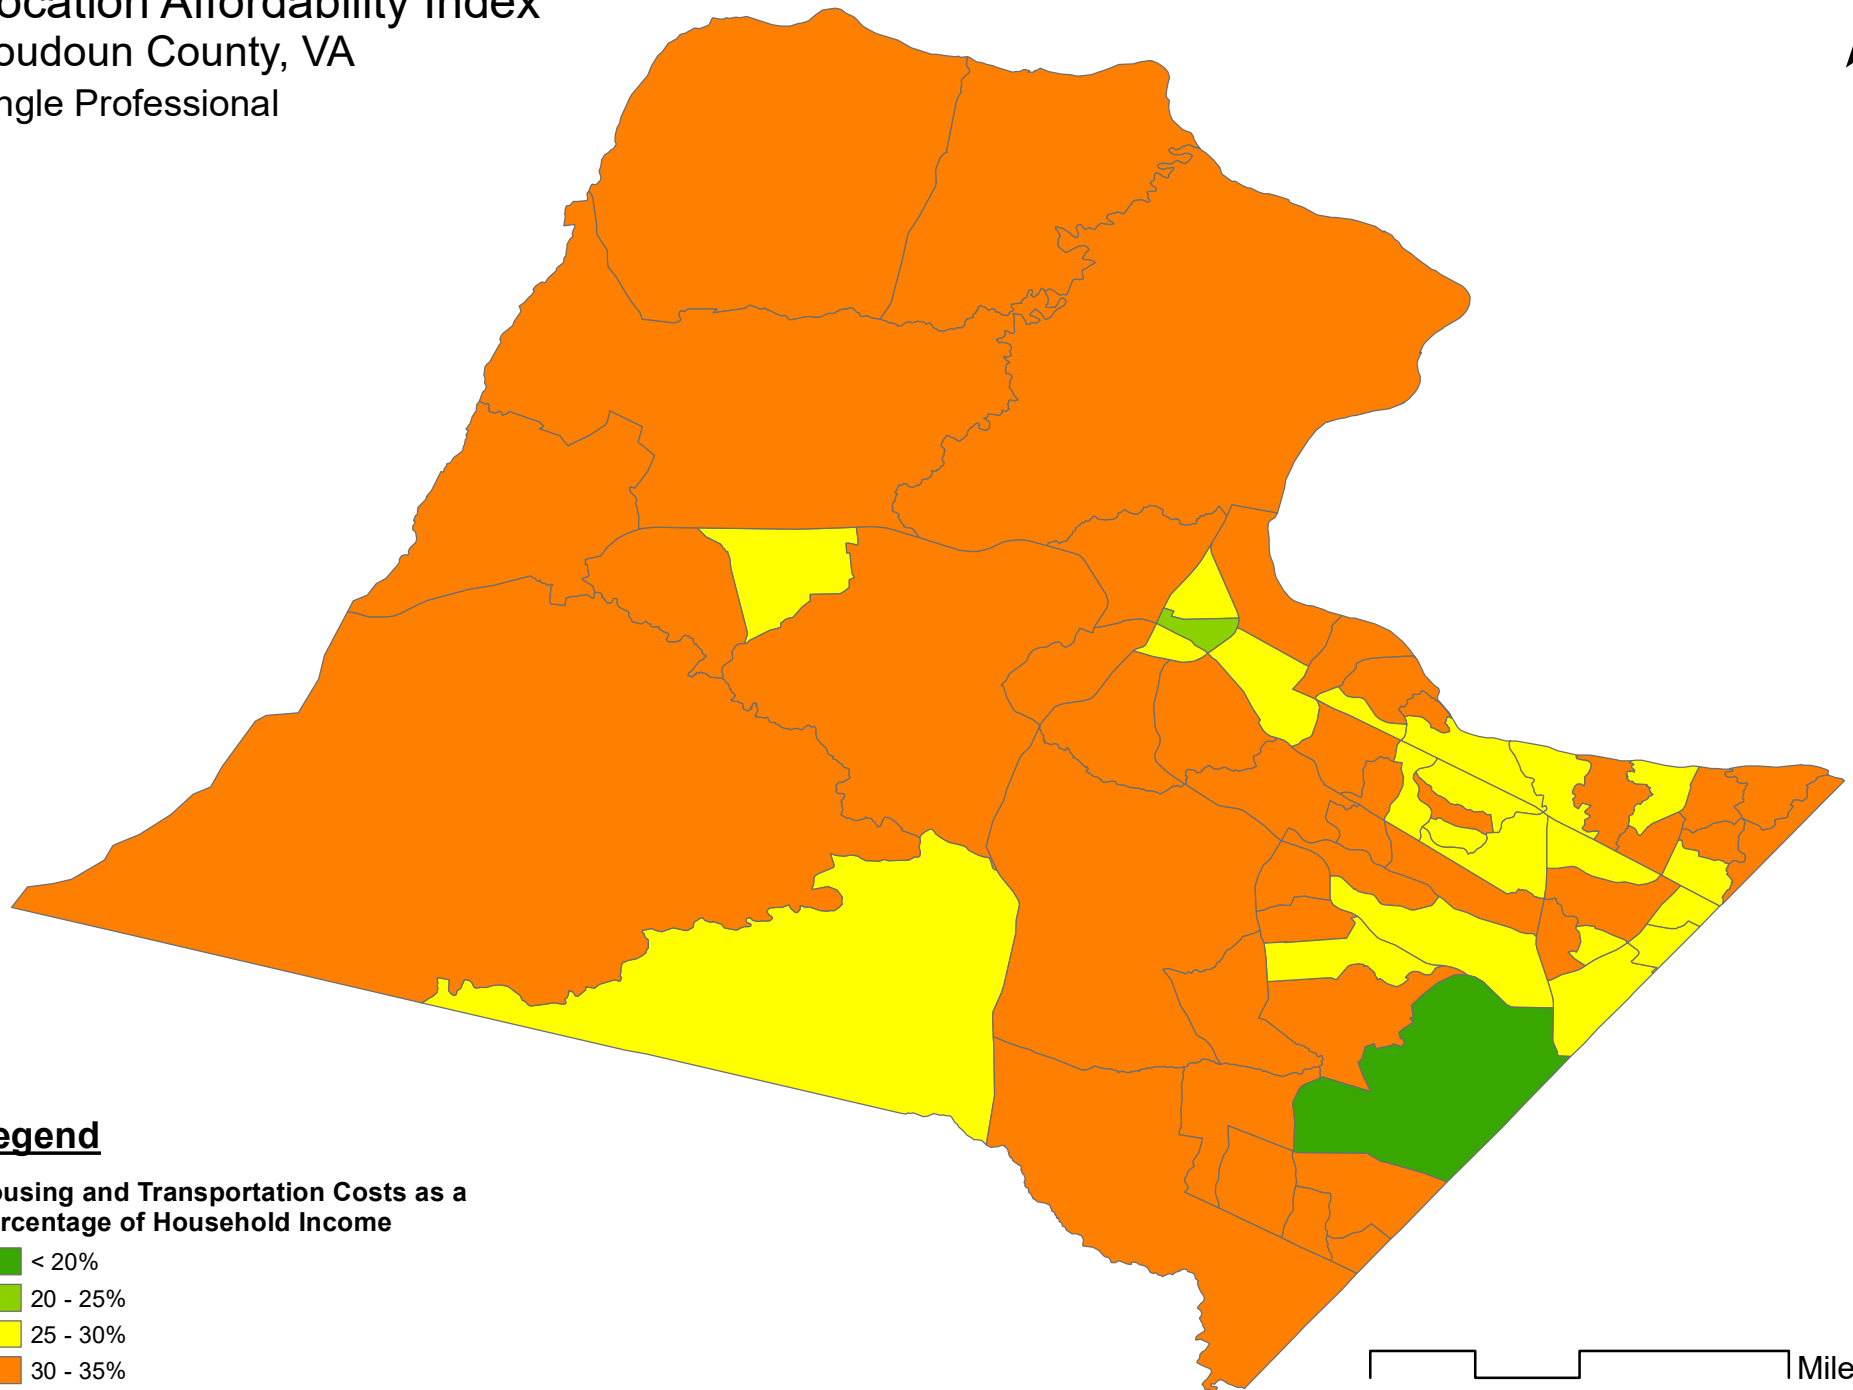 ocation Affordability Index
oudoun County, VA
ngle Professional
egend
ousing and Transportation Costs as a
rcentage of Household Income
< 20%
20 - 25%
25 - 30%
30 - 35%
Mile